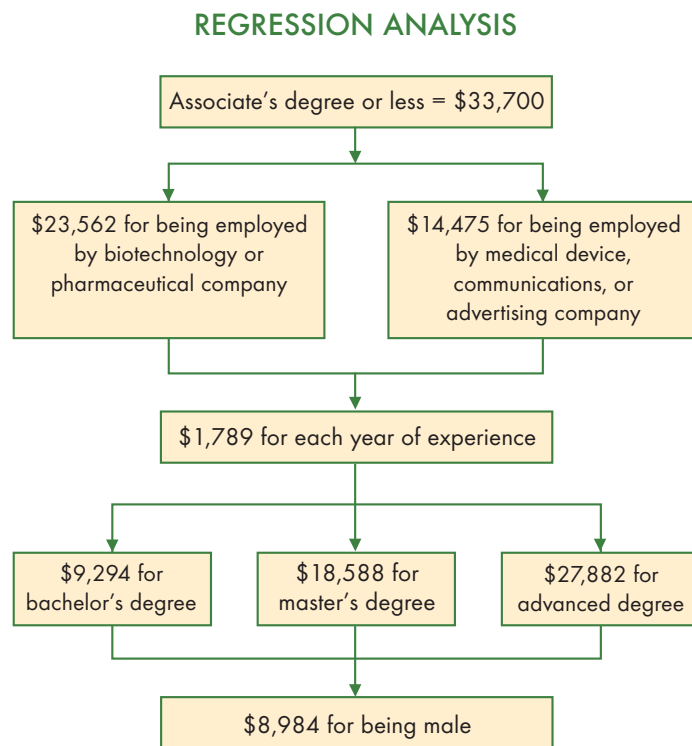 REGRESSION ANALYSIS
Associate’s degree or less = $33,700
$23,562 for being employed
by biotechnology or
pharmaceutical company
$14,475 for being employed
by medical device,
communications, or
advertising company
$1,789 for each year of experience
$9,294 for
bachelor’s degree
$18,588 for
master’s degree
$27,882 for
advanced degree
$8,984 for being male